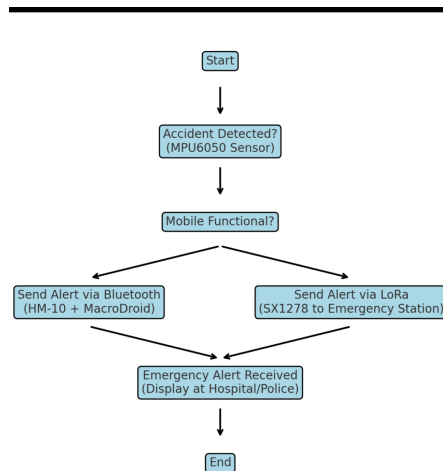 Start
Accident Detected?
(MPU6050 Sensor)
Mobile Functional?
Send Alert via Bluetooth
(HM-10 + MacroDroid)
Send Alert via LoRa
(SX1278 to Emergency Station)
Emergency Alert Received
(Display at Hospital/Police)
End